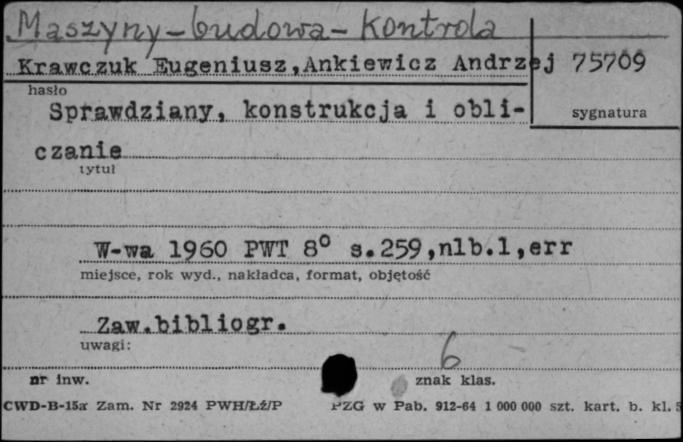 Maszyny-budowa-kontrola
Krawczuk Eugeniusz,Ankiewicz Andrzej 75709
hasło
Sprawdziany, konstrukcja i obli-
sygnatura
czanie
tytuł
W-wa 1960 PWT 8° s.259,nlb.1,err
miejsce, rok wyd., nakładca, format, objętość
Zaw.bibliogr.
uwagi:
6
nr inw. znak klas.
CWD-B-15a Zam. Nr 2924 PWH/Łź/P PZG w Pab. 912-64 1 000 000 szt. kart. b. kl. 5